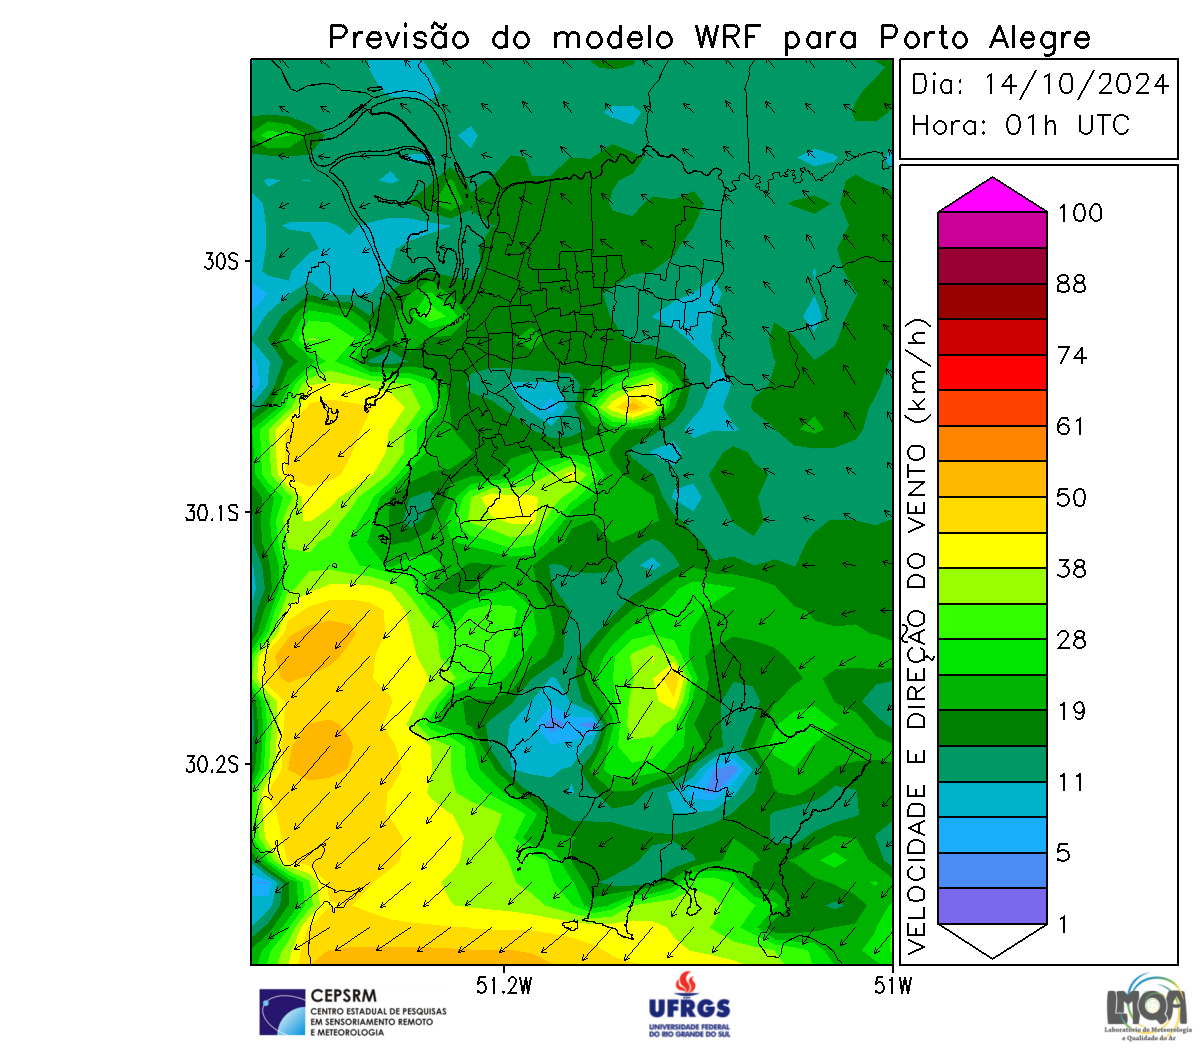 Previsão do modelo WRF para Porto Alegre
Dia: 14/10/2024
Hora: 01h UTC
30S
30.1S
30.2S
51.2W
51W
VELOCIDADE E DIREÇÃO DO VENTO (km/h)
100
88
74
61
50
38
28
19
11
5
1
CEPSRM
CENTRO ESTADUAL DE PESQUISAS
EM SENSORIAMENTO REMOTO
E METEOROLOGIA
UFRGS
UNIVERSIDADE FEDERAL
DO RIO GRANDE DO SUL
LMQA
Laboratório de Meteorologia
e Qualidade do Ar